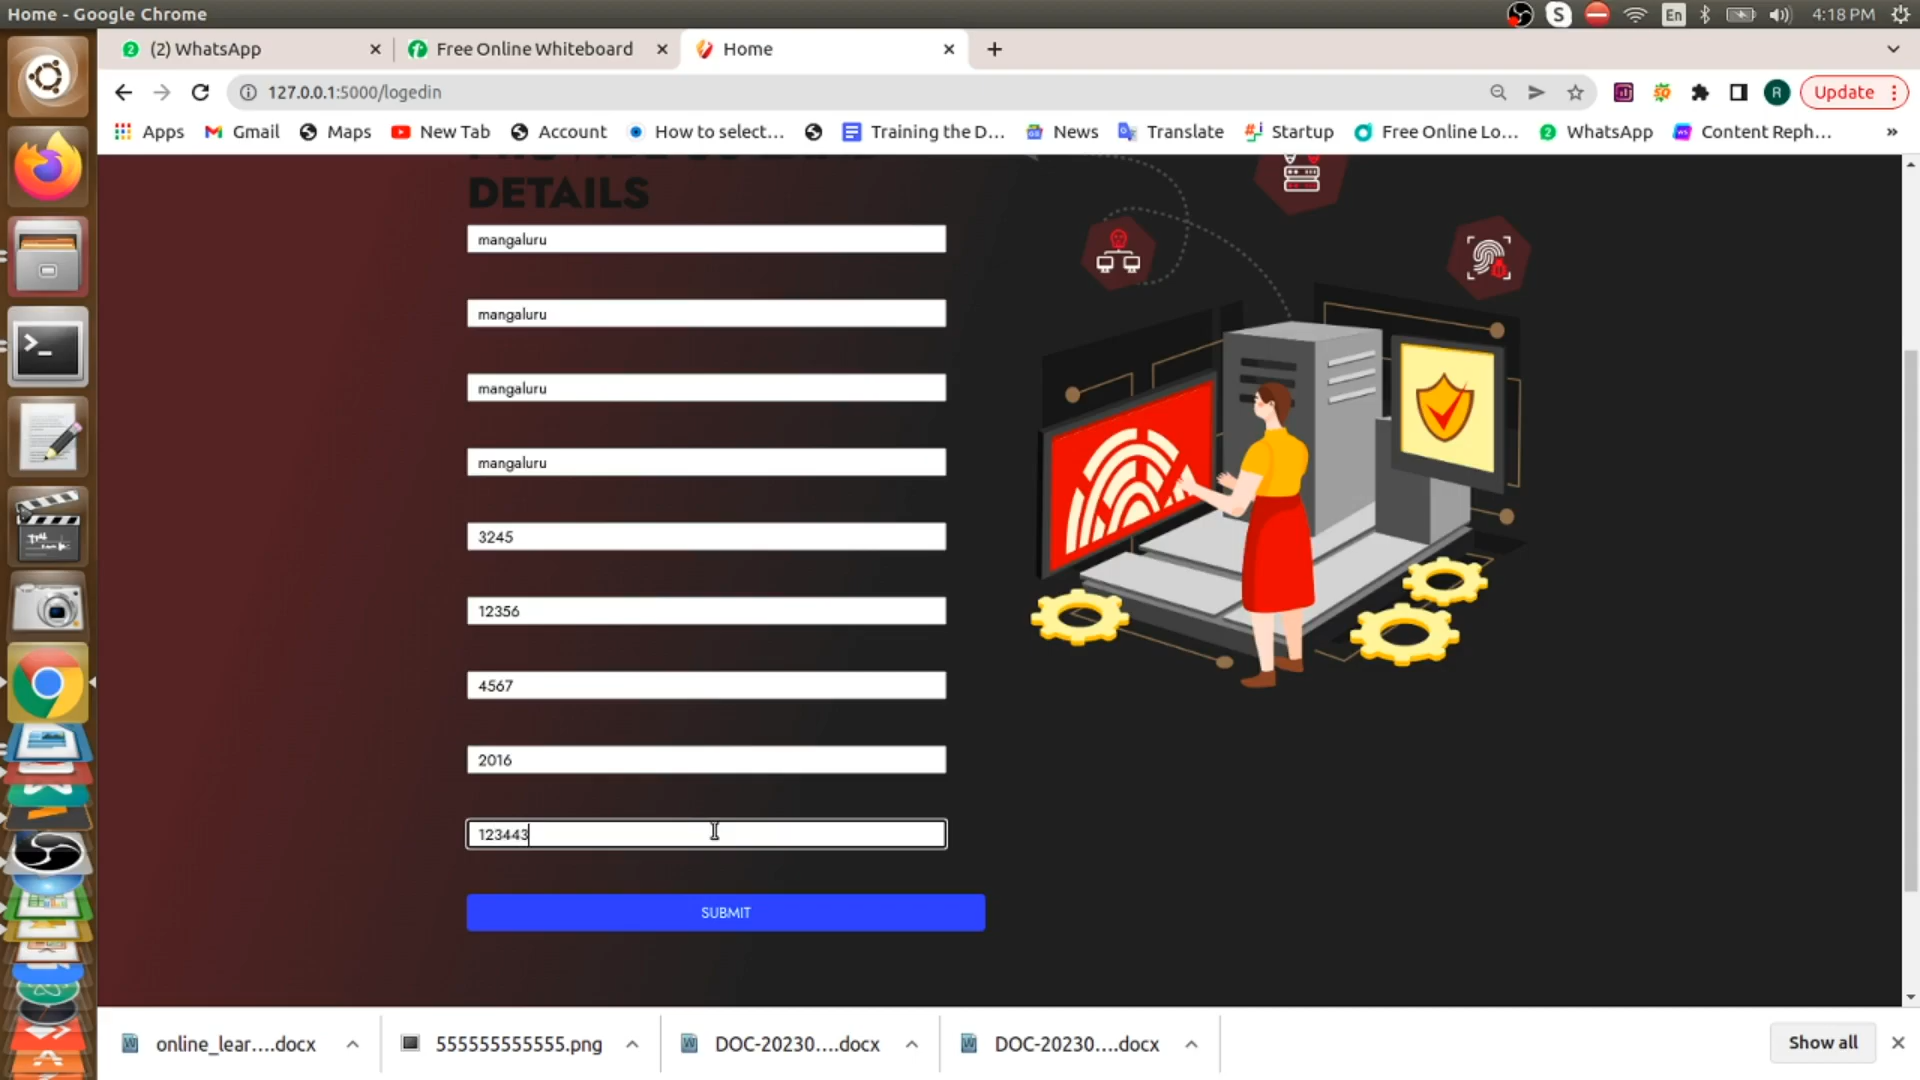 Home - Google Chrome
En
4:18 PM
(2) WhatsApp
Free Online Whiteboard
Home
127.0.0.1:5000/logedin
R
Update
Apps
Gmail
Maps
New Tab
Account
How to select...
Training the D...
News
Translate
Startup
Free Online Lo...
WhatsApp
Content Reph...
DETAILS
mangaluru
mangaluru
mangaluru
mangaluru
3245
12356
4567
2016
123443
SUBMIT
online_lear....docx
555555555555.png
DOC-20230....docx
DOC-20230....docx
Show all